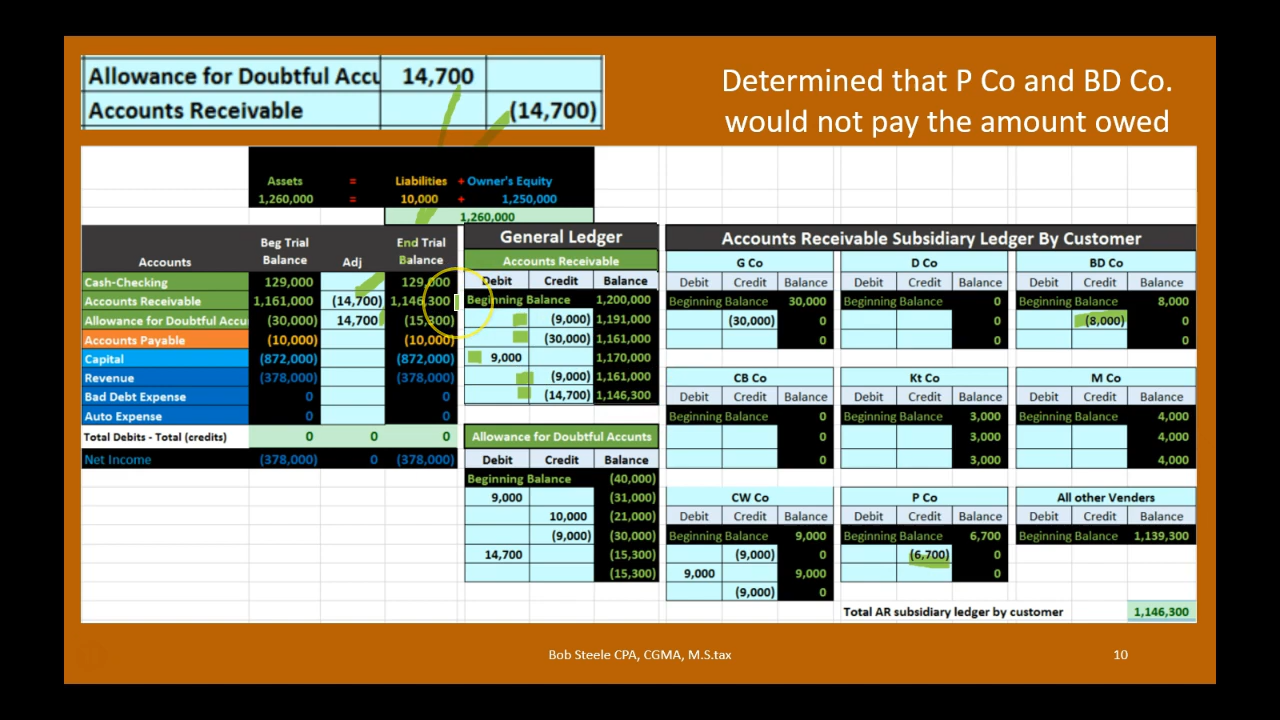 Allowance for Doubtful Accu 14,700
Accounts Receivable (14,700)
Determined that P Co and BD Co.
would not pay the amount owed
Assets = Liabilities + Owner's Equity
1,260,000 = 10,000 + 1,250,000
1,260,000
Accounts Beg Trial Balance Adj End Trial Balance
Cash-Checking 129,000 129,000
Accounts Receivable 1,161,000 (14,700) 1,146,300
Allowance for Doubtful Accu (30,000) 14,700 (15,300)
Accounts Payable (10,000) (10,000)
Capital (872,000) (872,000)
Revenue (378,000) (378,000)
Bad Debt Expense 0 0
Auto Expense 0 0
Total Debits - Total (credits) 0 0 0
Net Income (378,000) 0 (378,000)
General Ledger
Accounts Receivable
Debit Credit Balance
Beginning Balance 1,200,000
(9,000) 1,191,000
(30,000) 1,161,000
9,000 1,170,000
(9,000) 1,161,000
(14,700) 1,146,300
Allowance for Doubtful Accunts
Debit Credit Balance
Beginning Balance (40,000)
9,000 (31,000)
10,000 (21,000)
(9,000) (30,000)
14,700 (15,300)
(15,300)
Accounts Receivable Subsidiary Ledger By Customer
G Co
Debit Credit Balance
Beginning Balance 30,000
(30,000) 0
0
D Co
Debit Credit Balance
Beginning Balance 0
0
0
BD Co
Debit Credit Balance
Beginning Balance 8,000
(8,000) 0
0
CB Co
Debit Credit Balance
Beginning Balance 0
0
0
Kt Co
Debit Credit Balance
Beginning Balance 3,000
3,000
3,000
M Co
Debit Credit Balance
Beginning Balance 4,000
4,000
4,000
CW Co
Debit Credit Balance
Beginning Balance 9,000
(9,000) 0
9,000 9,000
(9,000) 0
P Co
Debit Credit Balance
Beginning Balance 6,700
(6,700) 0
0
All other Venders
Debit Credit Balance
Beginning Balance 1,139,300
Total AR subsidiary ledger by customer 1,146,300
Bob Steele CPA, CGMA, M.S.tax 10